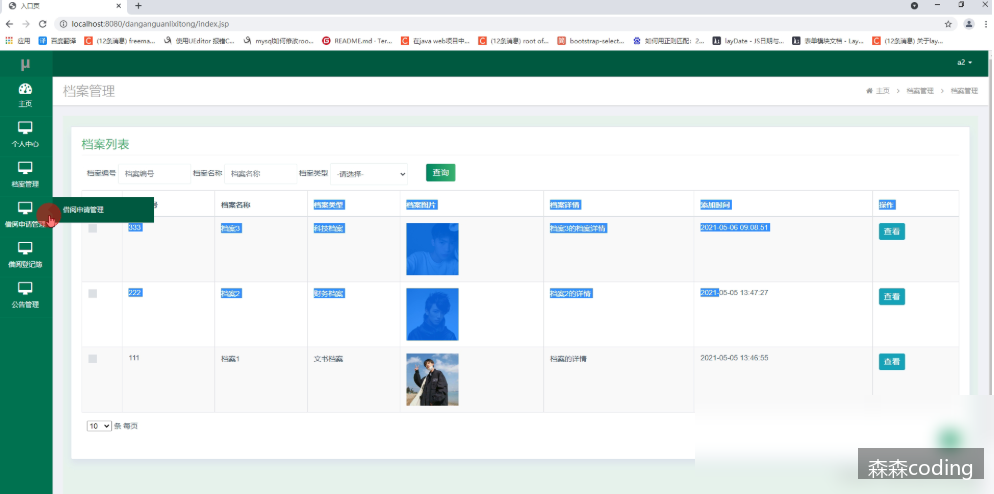 入口页
localhost:8080/danganguanlixitong/index.jsp
应用 百度翻译 (12条消息) freema... 使用UEditor 报错C... mysql如何修改roo... README.md · Ter... 在java web项目中... (12条消息) root of... bootstrap-select... 如何用正则匹配：2... layDate - JS日期与... 表单模块文档 - Lay... (12条消息) 关于lay...
μ
a2
主页
个人中心
档案管理
借阅申请管理
借阅申请管理
借阅登记簿
公告管理
档案管理
主页 > 档案管理 > 档案管理
档案列表
档案编号 档案编号 档案名称 档案名称 档案类型 -请选择- 查询
号 档案名称 档案类型 档案图片 档案详情 添加时间 操作
333 档案3 科技档案 档案3的档案详情 2021-05-06 09:08:51 查看
222 档案2 财务档案 档案2的详情 2021-05-05 13:47:27 查看
111 档案1 文书档案 档案的详情 2021-05-05 13:46:55 查看
10 条 每页
森森coding